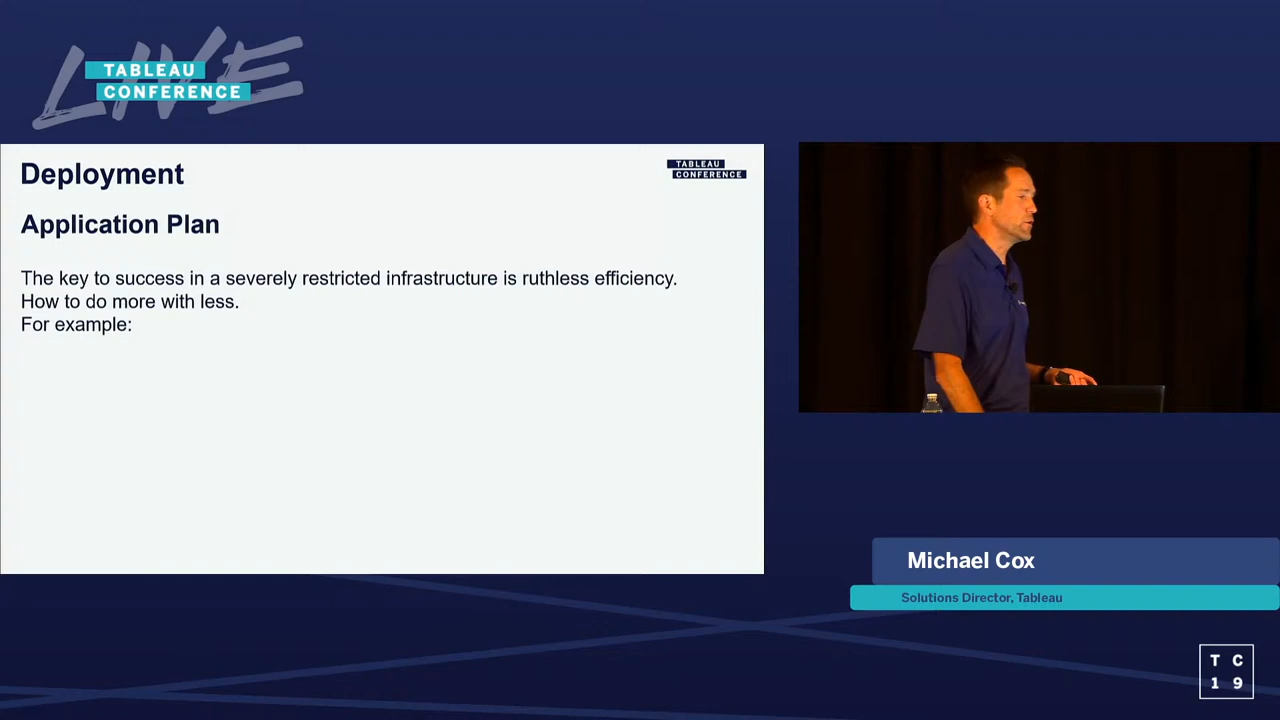 LIVE
TABLEAU
CONFERENCE
Deployment
TABLEAU
CONFERENCE
Application Plan
The key to success in a severely restricted infrastructure is ruthless efficiency.
How to do more with less.
For example:
Michael Cox
Solutions Director, Tableau
T C
1 9